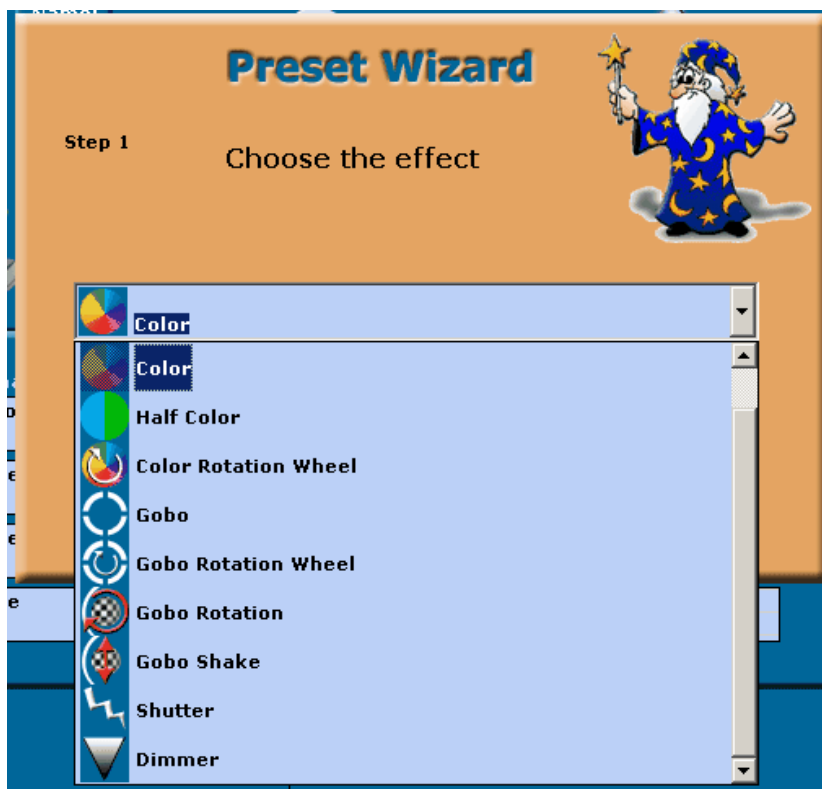 Preset Wizard
Step 1
Choose the effect
Color
Color
Half Color
Color Rotation Wheel
Gobo
Gobo Rotation Wheel
Gobo Rotation
Gobo Shake
Shutter
Dimmer